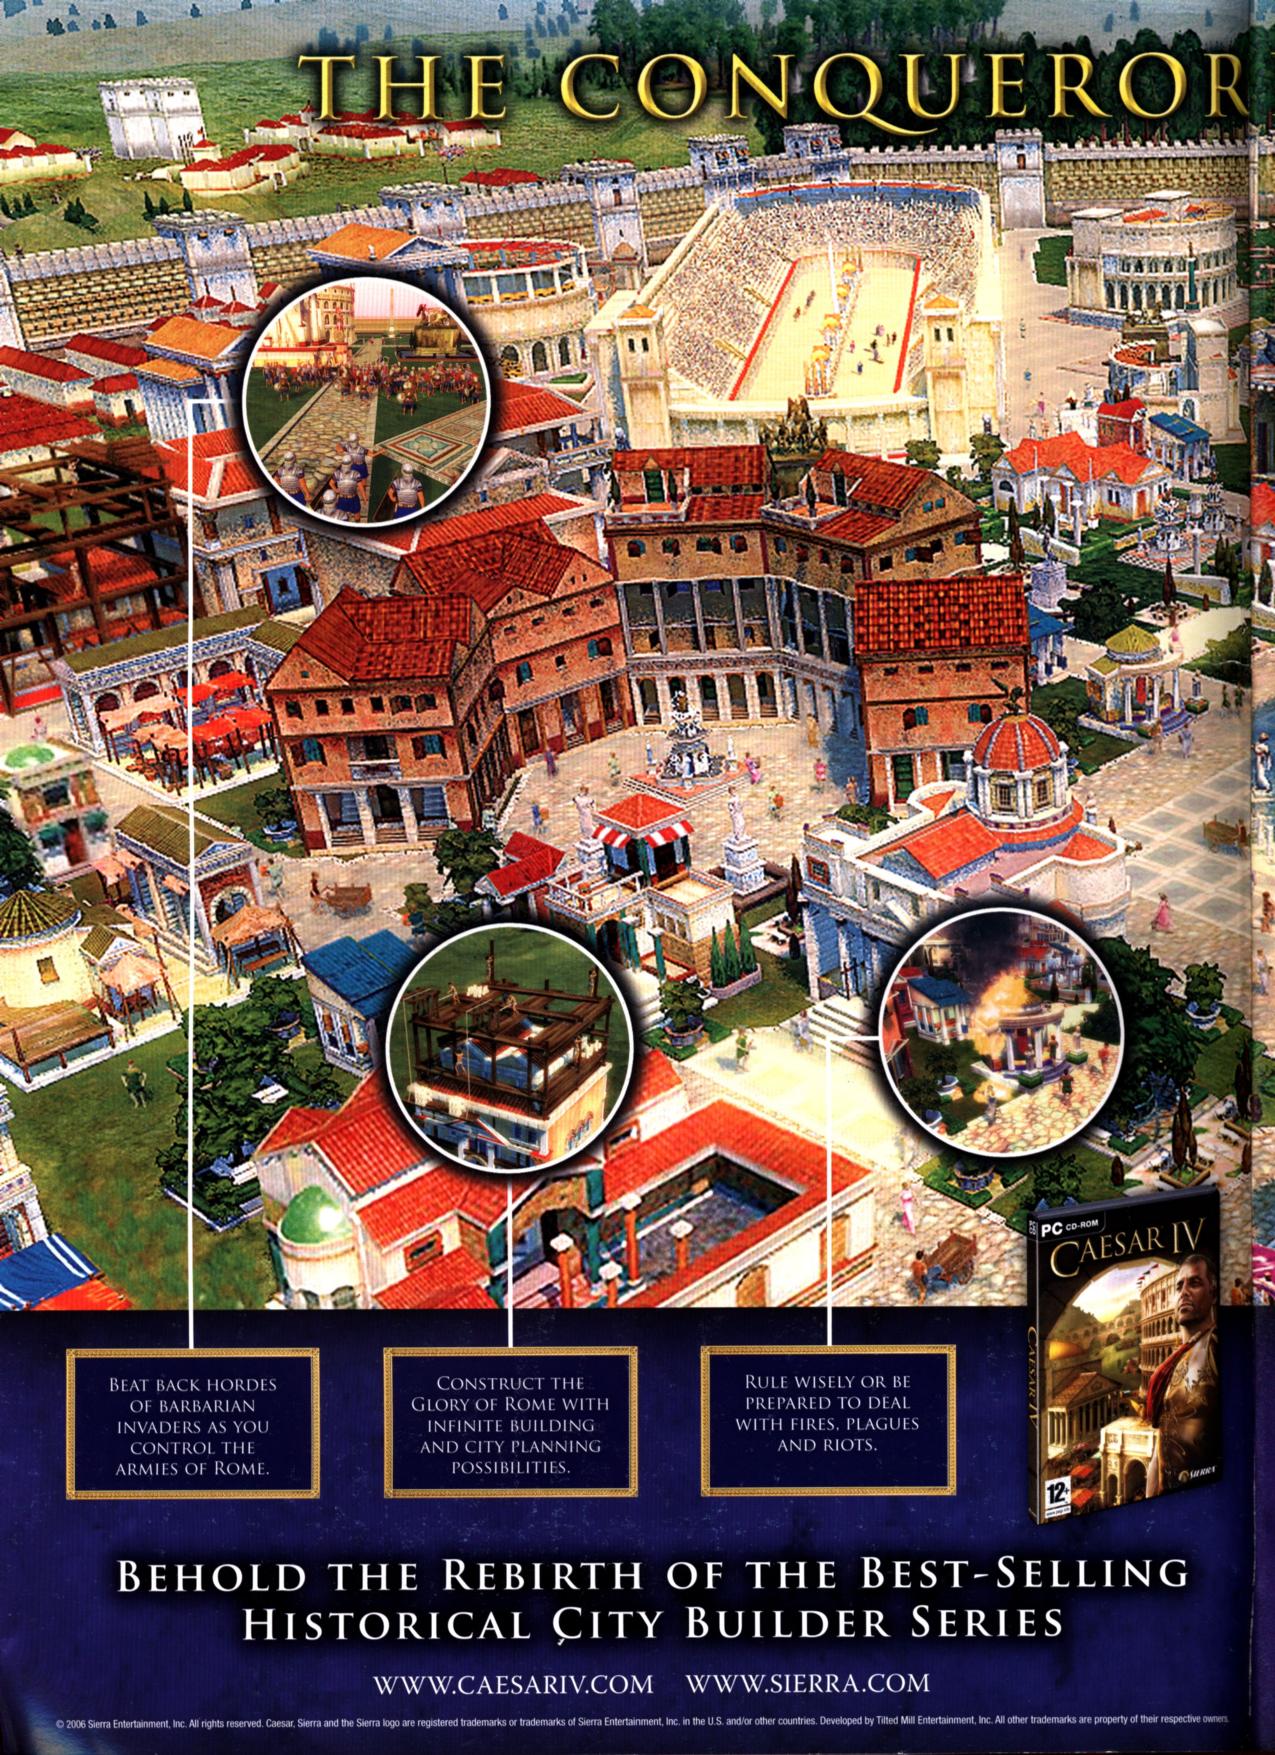 THE CONQUEROR
PC CD-ROM
CAESAR IV
CAESAR IV
SIERRA
12+
BEAT BACK HORDES
OF BARBARIAN
INVADERS AS YOU
CONTROL THE
ARMIES OF ROME.
CONSTRUCT THE
GLORY OF ROME WITH
INFINITE BUILDING
AND CITY PLANNING
POSSIBILITIES.
RULE WISELY OR BE
PREPARED TO DEAL
WITH FIRES, PLAGUES
AND RIOTS.
BEHOLD THE REBIRTH OF THE BEST-SELLING
HISTORICAL CITY BUILDER SERIES
WWW.CAESARIV.COM WWW.SIERRA.COM
© 2006 Sierra Entertainment, Inc. All rights reserved. Caesar, Sierra and the Sierra logo are registered trademarks or trademarks of Sierra Entertainment, Inc. in the U.S. and/or other countries. Developed by Tilted Mill Entertainment, Inc. All other trademarks are property of their respective owners.